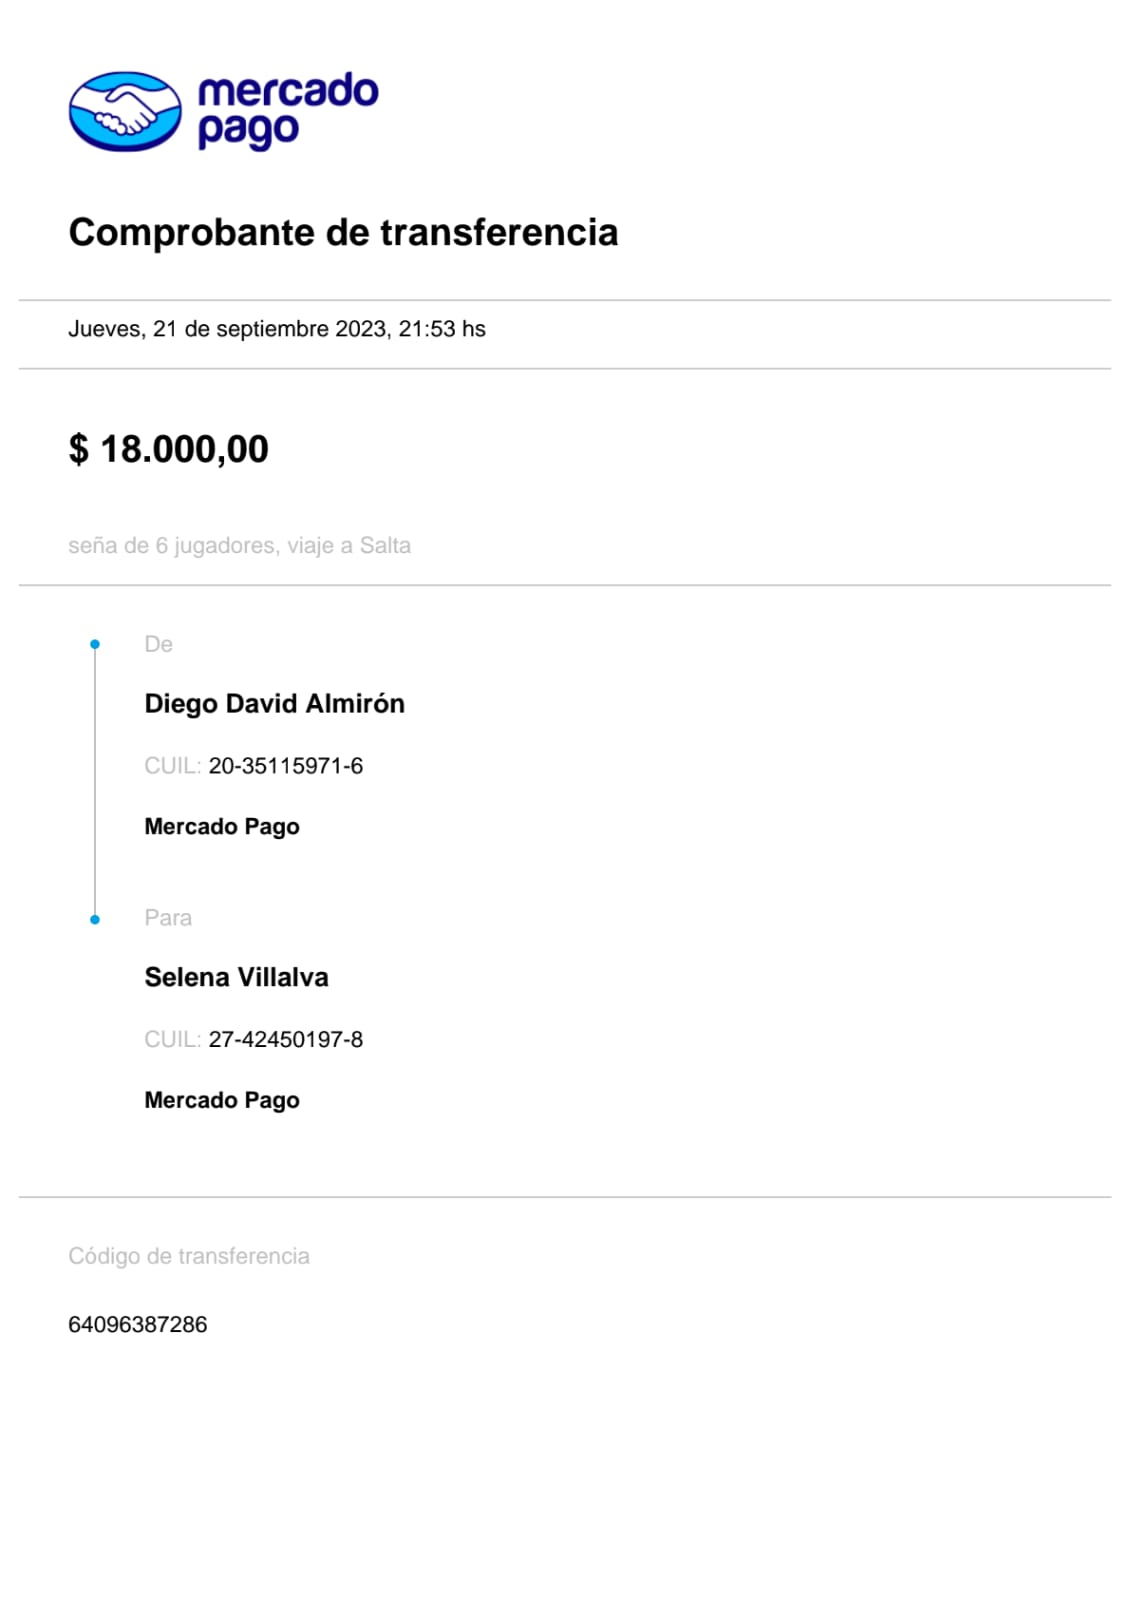 mercado
pago
Comprobante de transferencia
Jueves, 21 de septiembre 2023, 21:53 hs
$ 18.000,00
seña de 6 jugadores, viaje a Salta
De
Diego David Almirón
CUIL: 20-35115971-6
Mercado Pago
Para
Selena Villalva
CUIL: 27-42450197-8
Mercado Pago
Código de transferencia
64096387286